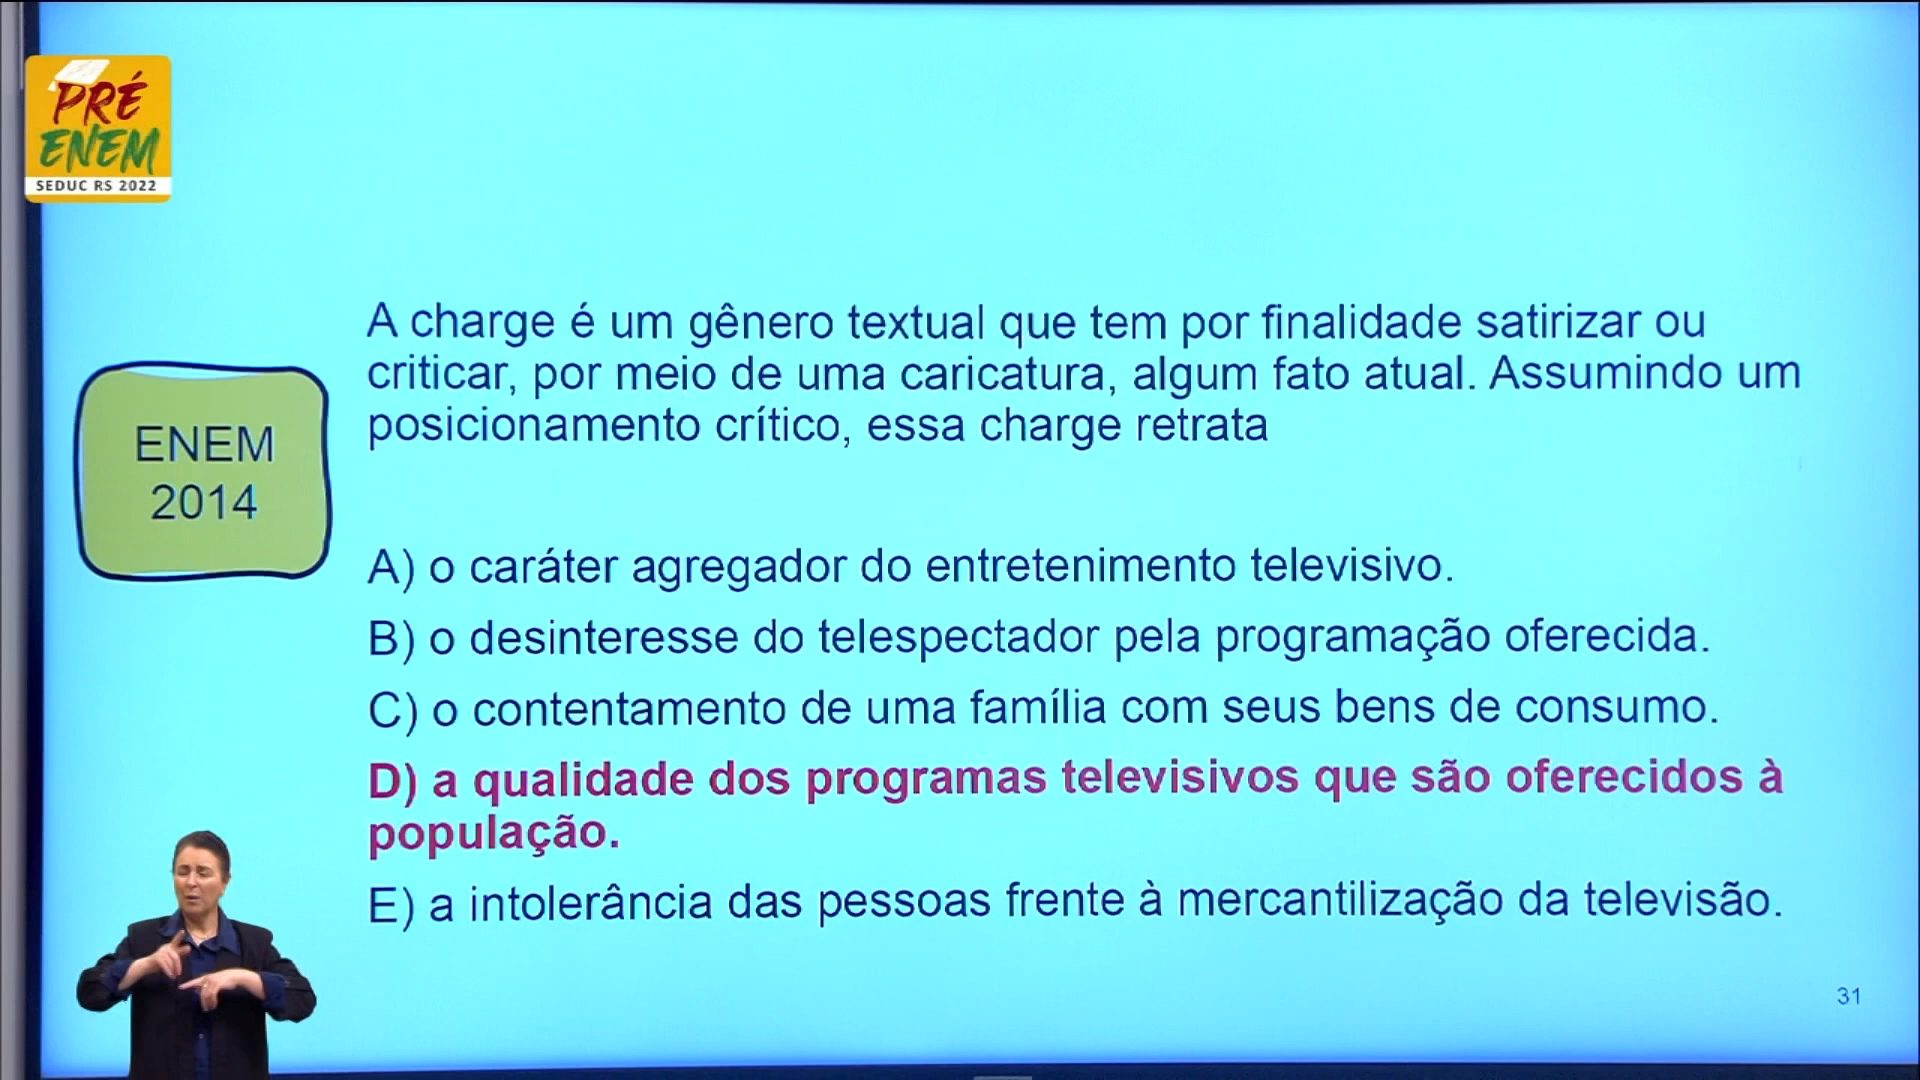 PRÉ
ENEM
SEDUC RS 2022
A charge é um gênero textual que tem por finalidade satirizar ou
criticar, por meio de uma caricatura, algum fato atual. Assumindo um
posicionamento crítico, essa charge retrata
ENEM
2014
A) o caráter agregador do entretenimento televisivo.
B) o desinteresse do telespectador pela programação oferecida.
C) o contentamento de uma família com seus bens de consumo.
D) a qualidade dos programas televisivos que são oferecidos à
população.
E) a intolerância das pessoas frente à mercantilização da televisão.
31